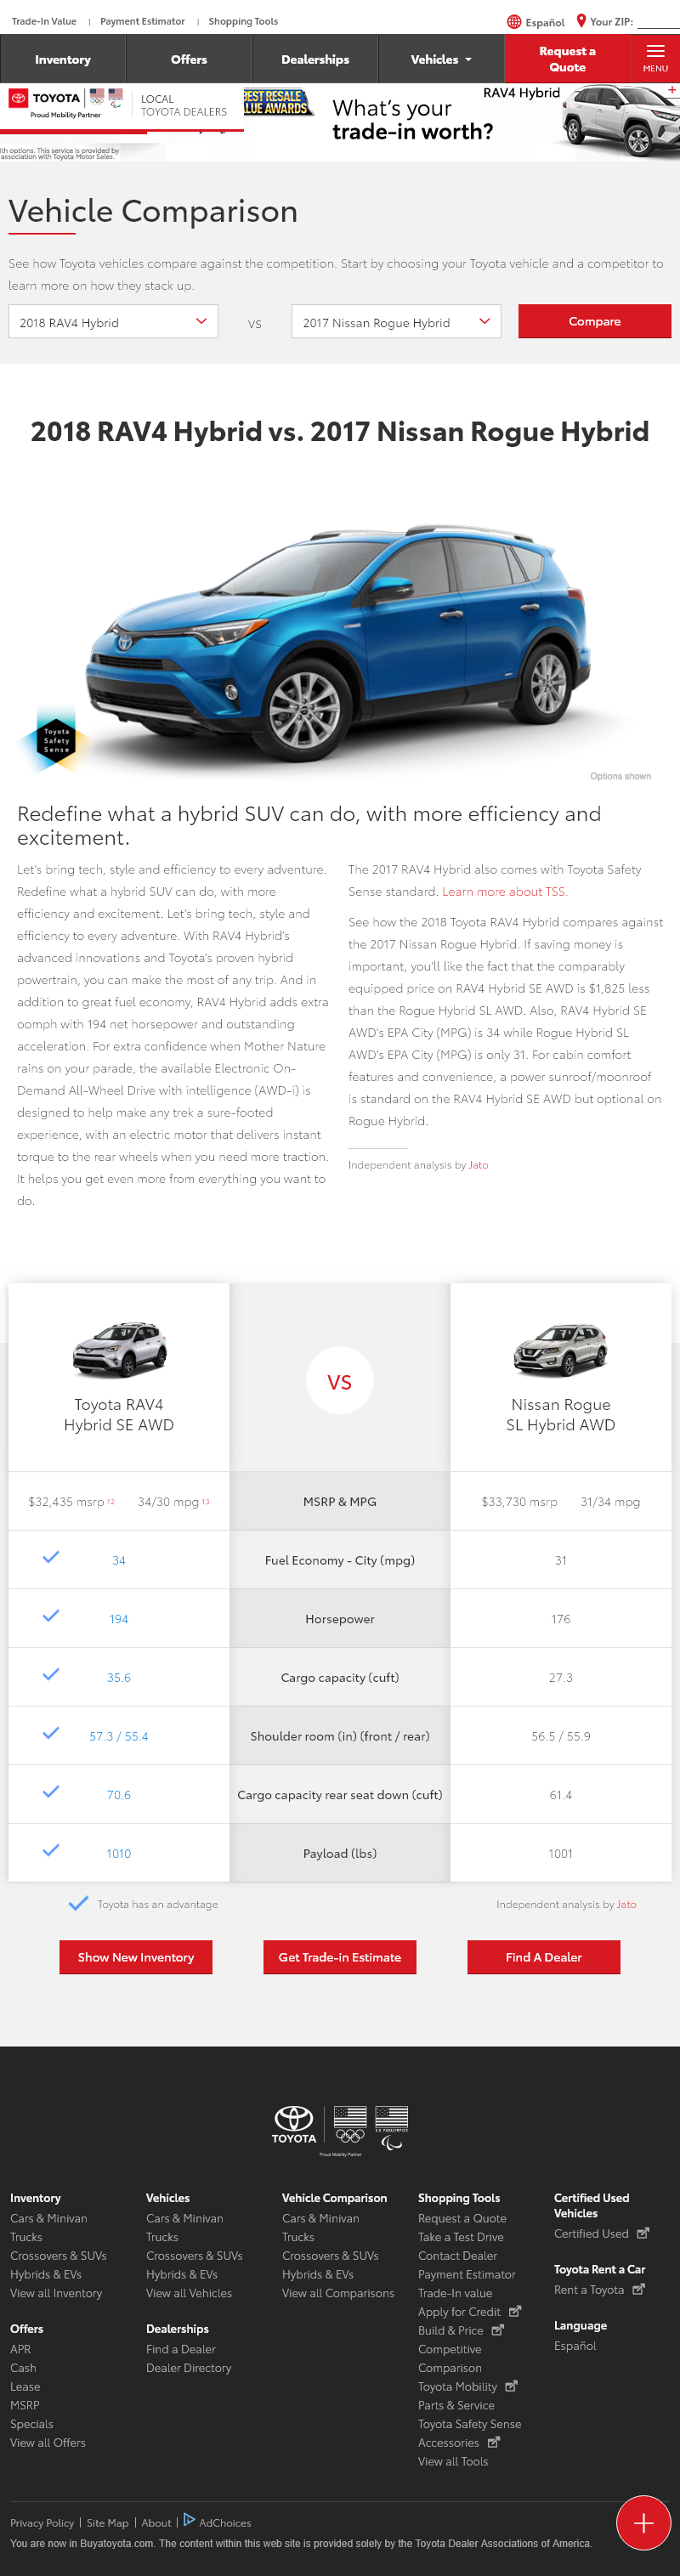 Trade-In Value | Payment Estimator | Shopping Tools
Español Your ZIP:
Inventory Offers Dealerships Vehicles Request a Quote MENU
TOYOTA
Proud Mobility Partner
LOCAL
TOYOTA DEALERS
BEST RESALE
VALUE AWARDS
What's your
trade-in worth?
RAV4 Hybrid
ith options. This service is provided by
association with Toyota Motor Sales.
Vehicle Comparison
See how Toyota vehicles compare against the competition. Start by choosing your Toyota vehicle and a competitor to
learn more on how they stack up.
2018 RAV4 Hybrid VS 2017 Nissan Rogue Hybrid Compare
2018 RAV4 Hybrid vs. 2017 Nissan Rogue Hybrid
Toyota
Safety
Sense
Options shown
Redefine what a hybrid SUV can do, with more efficiency and
excitement.
Let's bring tech, style and efficiency to every adventure.
Redefine what a hybrid SUV can do, with more
efficiency and excitement. Let's bring tech, style and
efficiency to every adventure. With RAV4 Hybrid's
advanced innovations and Toyota's proven hybrid
powertrain, you can make the most of any trip. And in
addition to great fuel economy, RAV4 Hybrid adds extra
oomph with 194 net horsepower and outstanding
acceleration. For extra confidence when Mother Nature
rains on your parade, the available Electronic On-
Demand All-Wheel Drive with intelligence (AWD-i) is
designed to help make any trek a sure-footed
experience, with an electric motor that delivers instant
torque to the rear wheels when you need more traction.
It helps you get even more from everything you want to
do.
The 2017 RAV4 Hybrid also comes with Toyota Safety
Sense standard. Learn more about TSS.
See how the 2018 Toyota RAV4 Hybrid compares against
the 2017 Nissan Rogue Hybrid. If saving money is
important, you'll like the fact that the comparably
equipped price on RAV4 Hybrid SE AWD is $1,825 less
than the Rogue Hybrid SL AWD. Also, RAV4 Hybrid SE
AWD's EPA City (MPG) is 34 while Rogue Hybrid SL
AWD's EPA City (MPG) is only 31. For cabin comfort
features and convenience, a power sunroof/moonroof
is standard on the RAV4 Hybrid SE AWD but optional on
Rogue Hybrid.
Independent analysis by Jato
Toyota RAV4
Hybrid SE AWD
VS
Nissan Rogue
SL Hybrid AWD
$32,435 msrp 12 34/30 mpg 13 MSRP & MPG $33,730 msrp 31/34 mpg
34 Fuel Economy - City (mpg) 31
194 Horsepower 176
35.6 Cargo capacity (cuft) 27.3
57.3 / 55.4 Shoulder room (in) (front / rear) 56.5 / 55.9
70.6 Cargo capacity rear seat down (cuft) 61.4
1010 Payload (lbs) 1001
Toyota has an advantage Independent analysis by Jato
Show New Inventory Get Trade-in Estimate Find A Dealer
TOYOTA
Proud Mobility Partner
Inventory
Cars & Minivan
Trucks
Crossovers & SUVs
Hybrids & EVs
View all Inventory
Offers
APR
Cash
Lease
MSRP
Specials
View all Offers
Vehicles
Cars & Minivan
Trucks
Crossovers & SUVs
Hybrids & EVs
View all Vehicles
Dealerships
Find a Dealer
Dealer Directory
Vehicle Comparison
Cars & Minivan
Trucks
Crossovers & SUVs
Hybrids & EVs
View all Comparisons
Shopping Tools
Request a Quote
Take a Test Drive
Contact Dealer
Payment Estimator
Trade-In value
Apply for Credit
Build & Price
Competitive
Comparison
Toyota Mobility
Parts & Service
Toyota Safety Sense
Accessories
View all Tools
Certified Used
Vehicles
Certified Used
Toyota Rent a Car
Rent a Toyota
Language
Español
Privacy Policy | Site Map | About | AdChoices
You are now in Buyatoyota.com. The content within this web site is provided solely by the Toyota Dealer Associations of America.